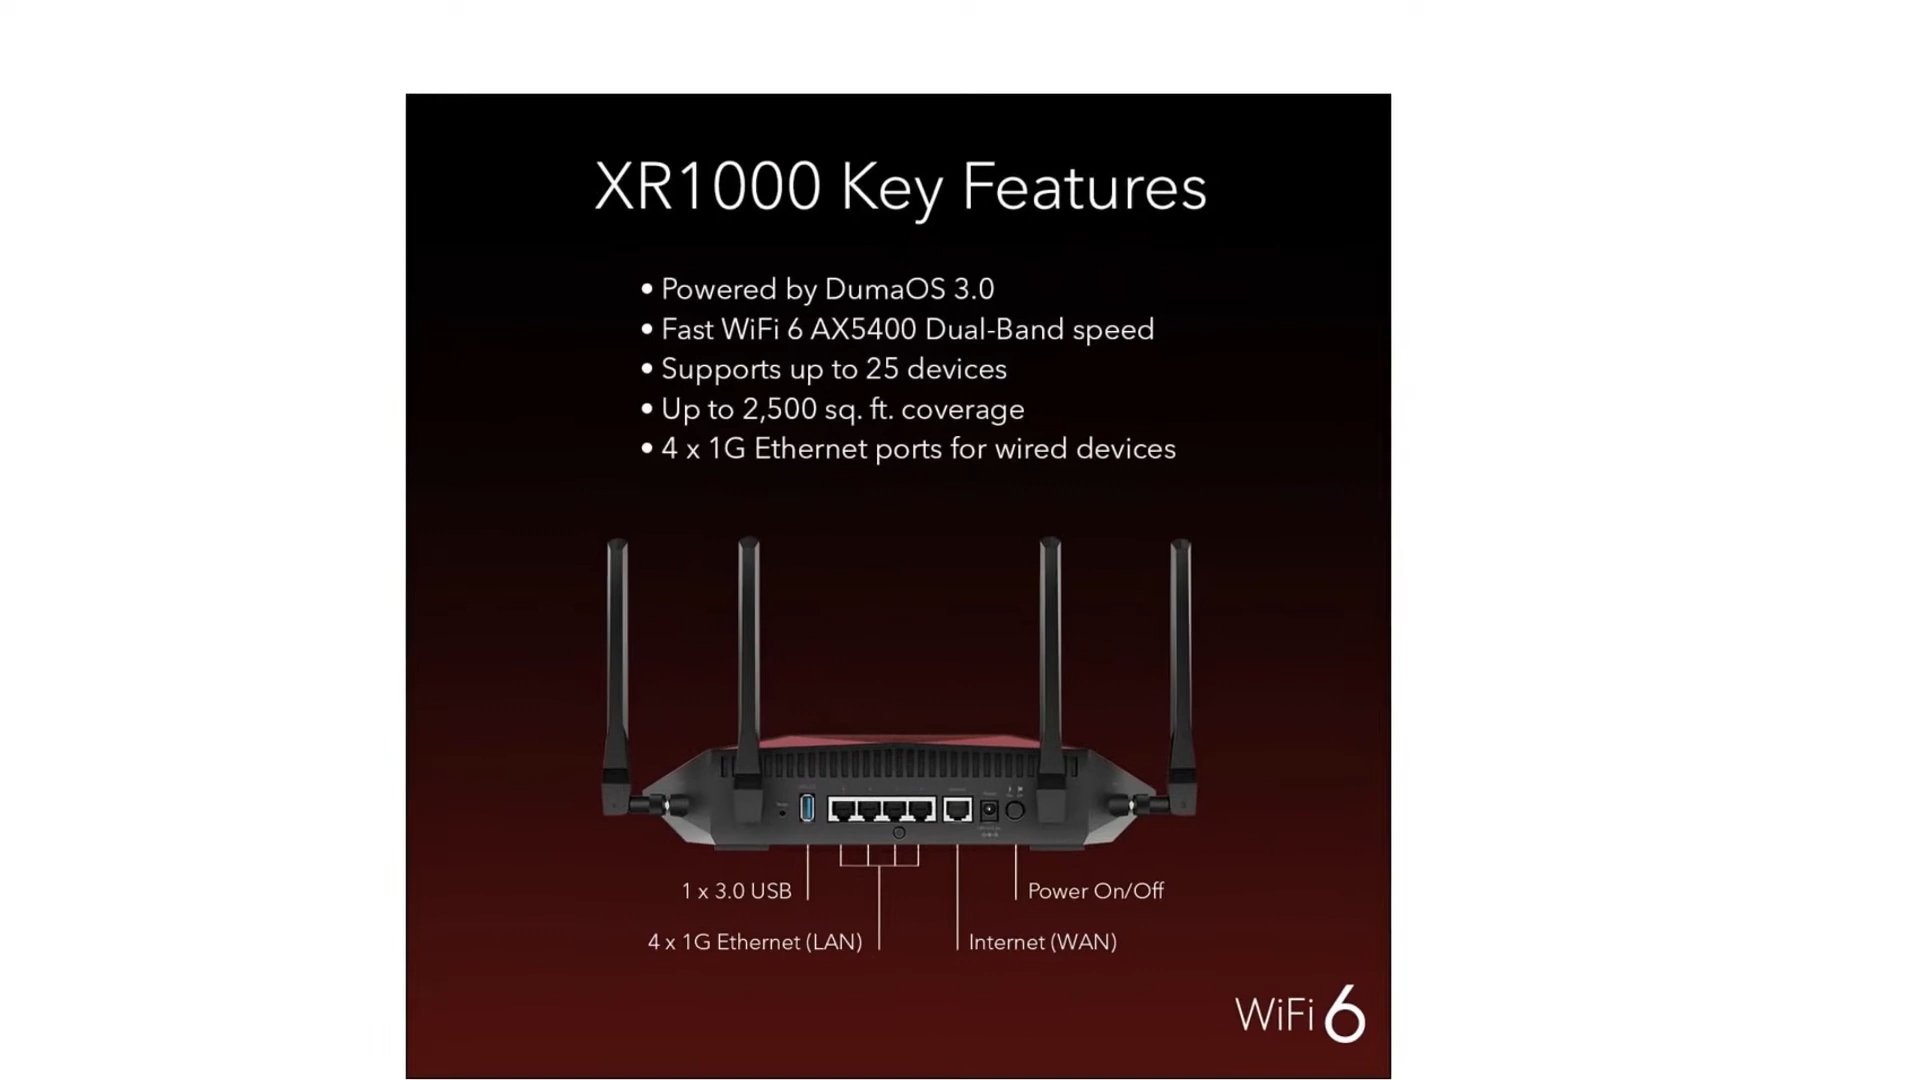 XR1000 Key Features
• Powered by DumaOS 3.0
• Fast WiFi 6 AX5400 Dual-Band speed
• Supports up to 25 devices
• Up to 2,500 sq. ft. coverage
• 4 x 1G Ethernet ports for wired devices
1 x 3.0 USB
Power On/Off
4 x 1G Ethernet (LAN)
Internet (WAN)
WiFi 6